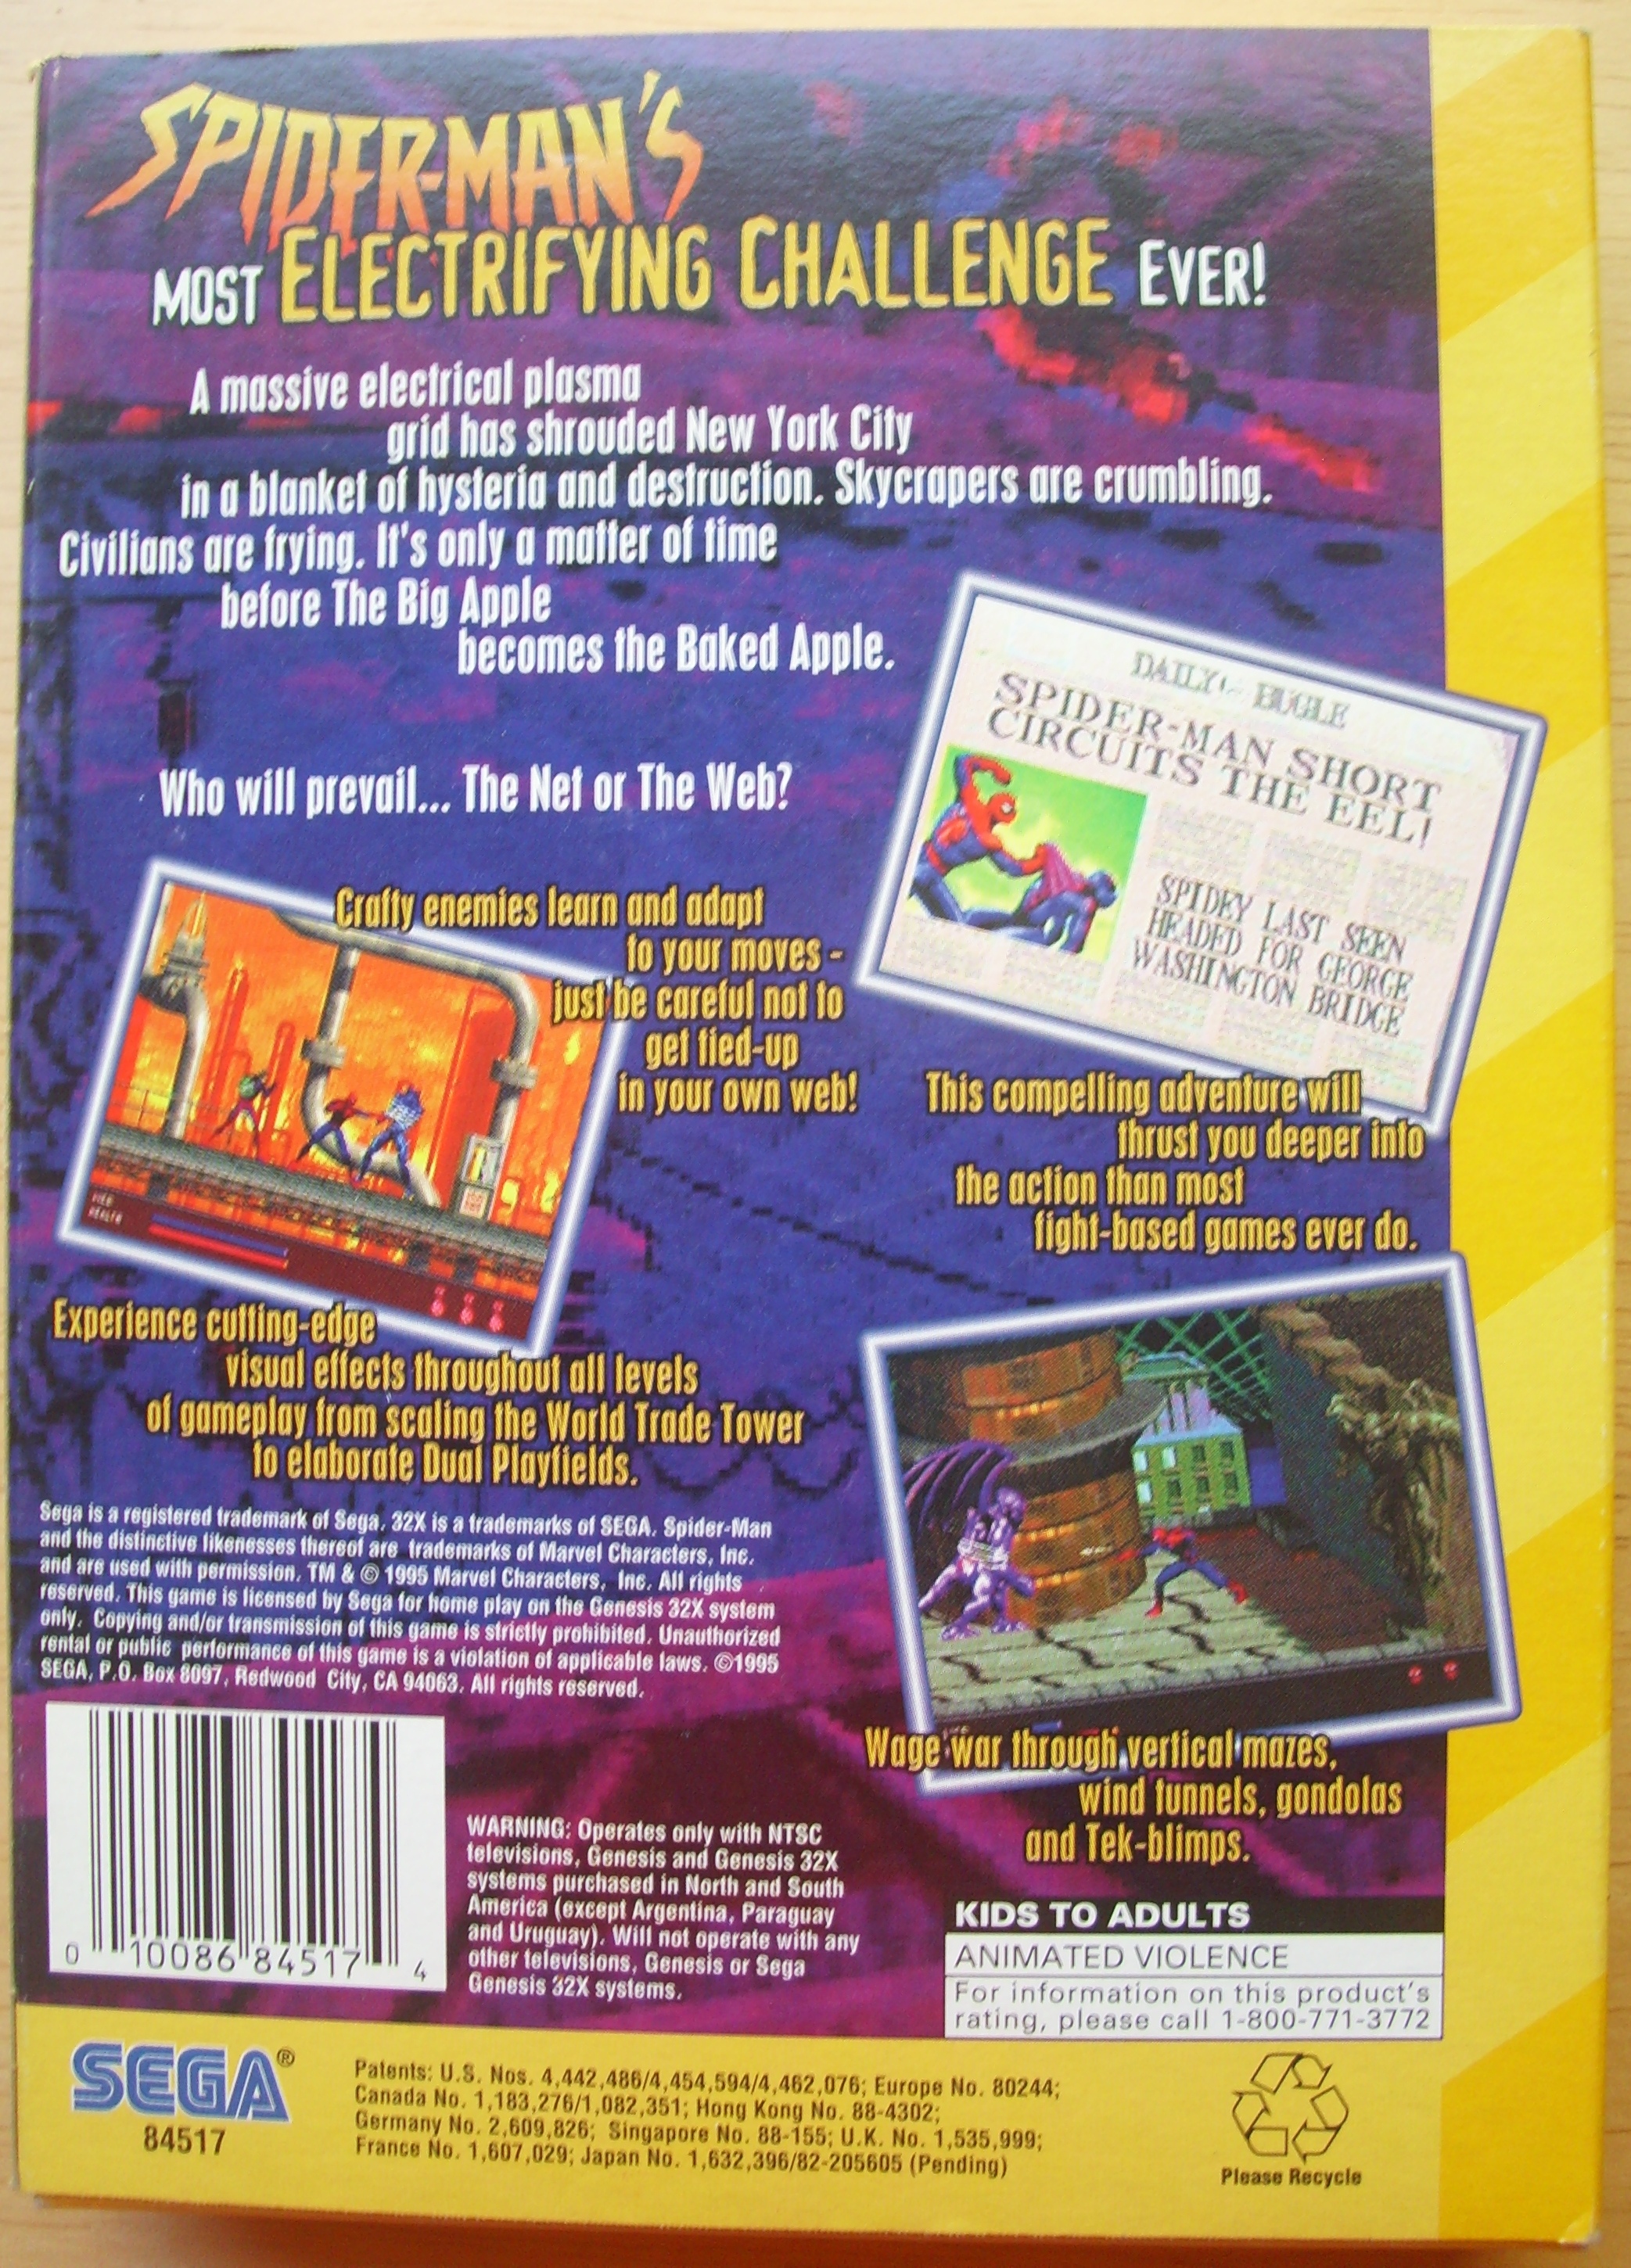 SPIDER-MAN'S
MOST ELECTRIFYING CHALLENGE EVER!
A massive electrical plasma
grid has shrouded New York City
in a blanket of hysteria and destruction. Skycrapers are crumbling.
Civilians are frying. It's only a matter of time
before The Big Apple
becomes the Baked Apple.
Who will prevail... The Net or The Web?
DAILY BUGLE
SPIDER-MAN SHORT
CIRCUITS THE EEL!
SPIDEY LAST SEEN
HEADED FOR GEORGE
WASHINGTON BRIDGE
Crafty enemies learn and adapt
to your moves -
just be careful not to
get tied-up
in your own web!
WEB
HEALTH
This compelling adventure will
thrust you deeper into
the action than most
fight-based games ever do.
Experience cutting-edge
visual effects throughout all levels
of gameplay from scaling the World Trade Tower
to elaborate Dual Playfields.
Wage war through vertical mazes,
wind tunnels, gondolas
and Tek-blimps.
Sega is a registered trademark of Sega, 32X is a trademarks of SEGA. Spider-Man
and the distinctive likenesses thereof are trademarks of Marvel Characters, Inc.
and are used with permission. TM & © 1995 Marvel Characters, Inc. All rights
reserved. This game is licensed by Sega for home play on the Genesis 32X system
only. Copying and/or transmission of this game is strictly prohibited. Unauthorized
rental or public performance of this game is a violation of applicable laws. ©1995
SEGA, P.O. Box 8097, Redwood City, CA 94063. All rights reserved.
0 10086 84517 4
WARNING: Operates only with NTSC
televisions, Genesis and Genesis 32X
systems purchased in North and South
America (except Argentina, Paraguay
and Uruguay). Will not operate with any
other televisions, Genesis or Sega
Genesis 32X systems.
KIDS TO ADULTS
ANIMATED VIOLENCE
For information on this product's
rating, please call 1-800-771-3772
SEGA®
84517
Patents: U.S. Nos. 4,442,486/4,454,594/4,462,076; Europe No. 80244;
Canada No. 1,183,276/1,082,351; Hong Kong No. 88-4302;
Germany No. 2,609,826; Singapore No. 88-155; U.K. No. 1,535,999;
France No. 1,607,029; Japan No. 1,632,396/82-205605 (Pending)
Please Recycle